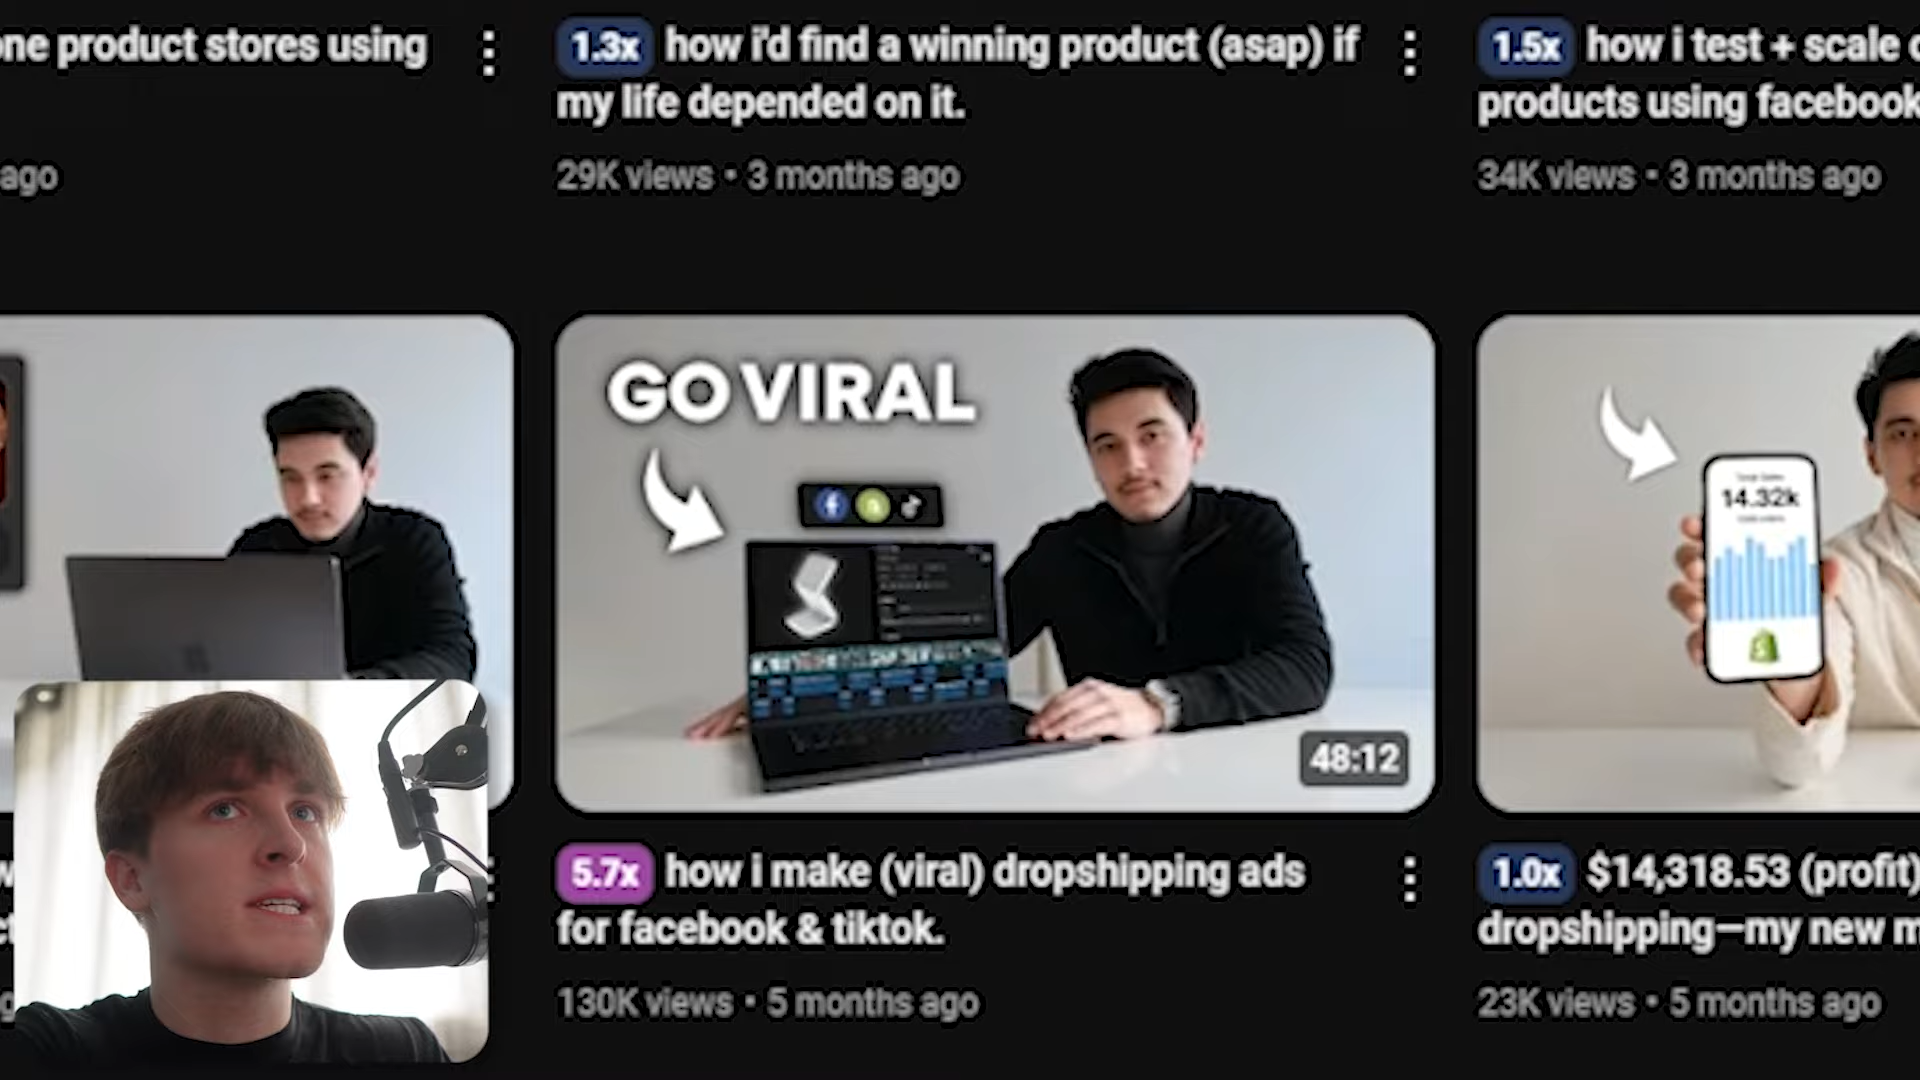 one product stores using
ago
1.3x how i'd find a winning product (asap) if
my life depended on it.
29K views • 3 months ago
1.5x how i test + scale
products using facebook
34K views • 3 months ago
GO VIRAL
48:12
14.32k
5.7x how i make (viral) dropshipping ads
for facebook & tiktok.
130K views • 5 months ago
1.0x $14,318.53 (profit)
dropshipping—my new m
23K views • 5 months ago